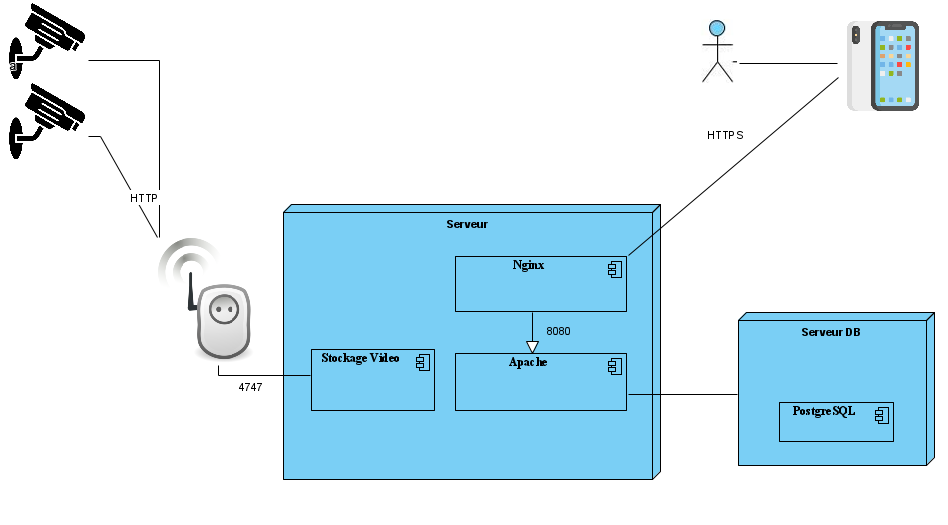 HTTPS
HTTP
Serveur
Nginx
8080
Serveur DB
Stockage Video
Apache
4747
PostgreSQL